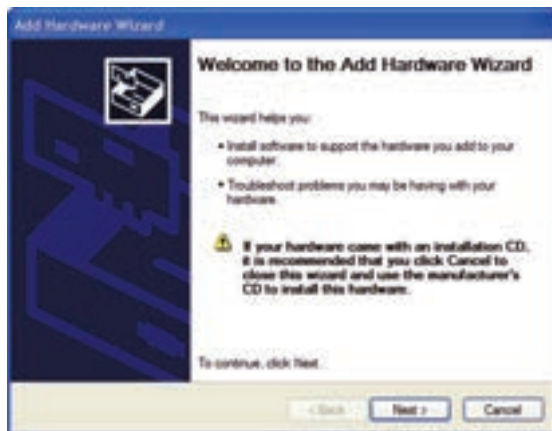 Add Hardware Wizard
Welcome to the Add Hardware Wizard
This wizard helps you:
• Install software to support the hardware you add to your
computer.
• Troubleshoot problems you may be having with your
hardware.
If your hardware came with an installation CD,
it is recommended that you click Cancel to
close this wizard and use the manufacturer's
CD to install this hardware.
To continue, click Next.
< Back Next > Cancel